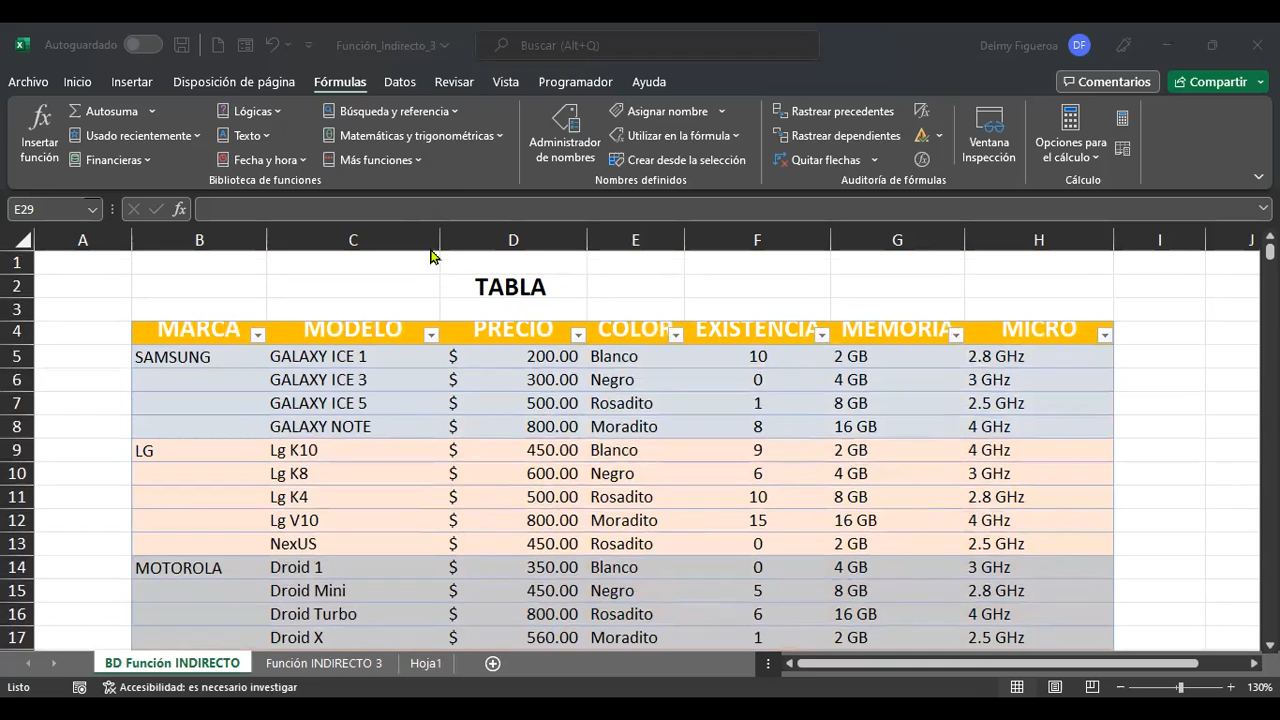 Autoguardado Función_Indirecto_3 Buscar (Alt+Q) Delmy Figueroa DF
Archivo Inicio Insertar Disposición de página Fórmulas Datos Revisar Vista Programador Ayuda Comentarios Compartir
fx Autosuma Lógicas Búsqueda y referencia Asignar nombre Rastrear precedentes
Insertar función Usado recientemente Texto Matemáticas y trigonométricas Administrador de nombres Utilizar en la fórmula Rastrear dependientes Ventana Inspección Opciones para el cálculo
Financieras Fecha y hora Más funciones Crear desde la selección Quitar flechas
Biblioteca de funciones Nombres definidos Auditoría de fórmulas Cálculo
E29 fx
A B C D E F G H I J
1
2 TABLA
3
4 MARCA MODELO PRECIO COLOR EXISTENCIA MEMORIA MICRO
5 SAMSUNG GALAXY ICE 1 $ 200.00 Blanco 10 2 GB 2.8 GHz
6 GALAXY ICE 3 $ 300.00 Negro 0 4 GB 3 GHz
7 GALAXY ICE 5 $ 500.00 Rosadito 1 8 GB 2.5 GHz
8 GALAXY NOTE $ 800.00 Moradito 8 16 GB 4 GHz
9 LG Lg K10 $ 450.00 Blanco 9 2 GB 4 GHz
10 Lg K8 $ 600.00 Negro 6 4 GB 3 GHz
11 Lg K4 $ 500.00 Rosadito 10 8 GB 2.8 GHz
12 Lg V10 $ 800.00 Moradito 15 16 GB 4 GHz
13 NexUS $ 450.00 Rosadito 0 2 GB 2.5 GHz
14 MOTOROLA Droid 1 $ 350.00 Blanco 0 4 GB 3 GHz
15 Droid Mini $ 450.00 Negro 5 8 GB 2.8 GHz
16 Droid Turbo $ 800.00 Rosadito 6 16 GB 4 GHz
17 Droid X $ 560.00 Moradito 1 2 GB 2.5 GHz
BD Función INDIRECTO Función INDIRECTO 3 Hoja1
Listo Accesibilidad: es necesario investigar 130%